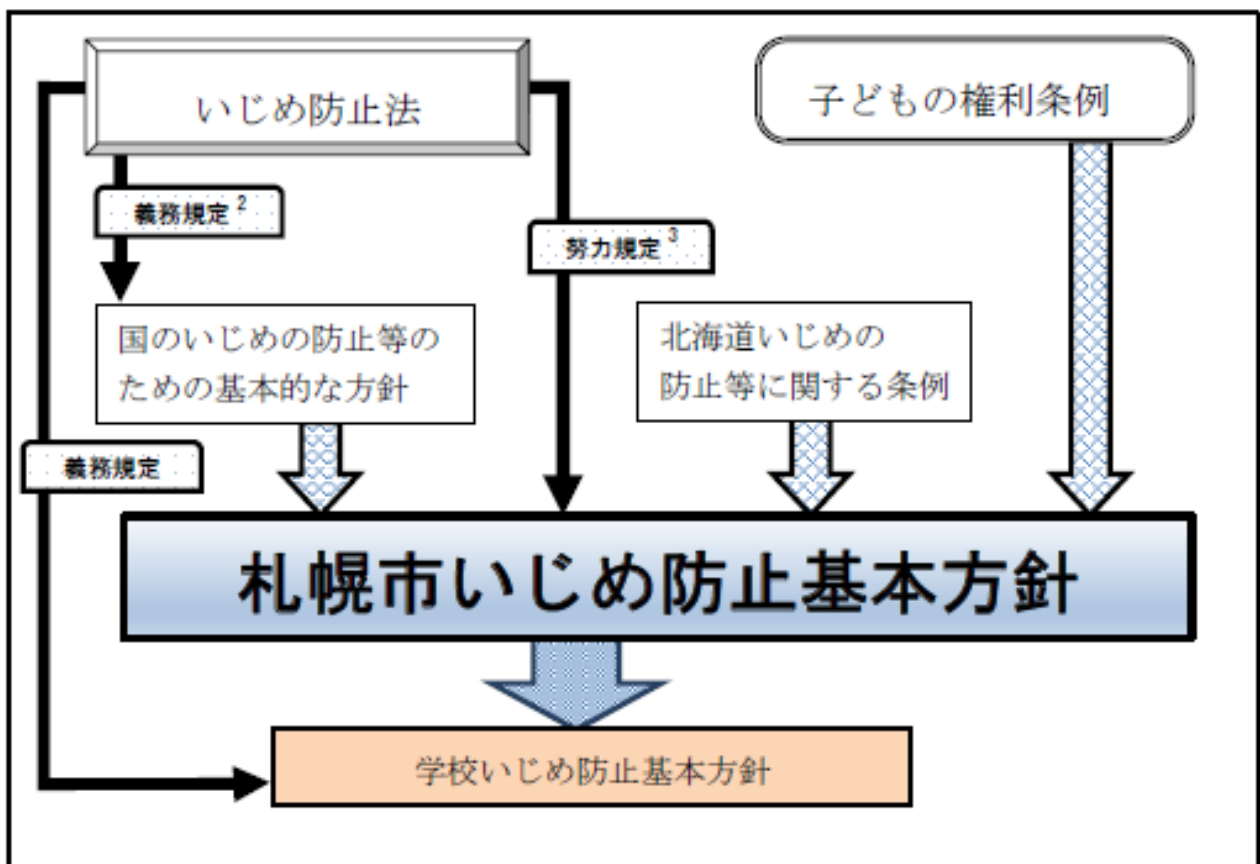 いじめ防止法
子どもの権利条例
義務規定2
努力規定3
国のいじめの防止等の
ための基本的な方針
北海道いじめの
防止等に関する条例
義務規定
札幌市いじめ防止基本方針
学校いじめ防止基本方針